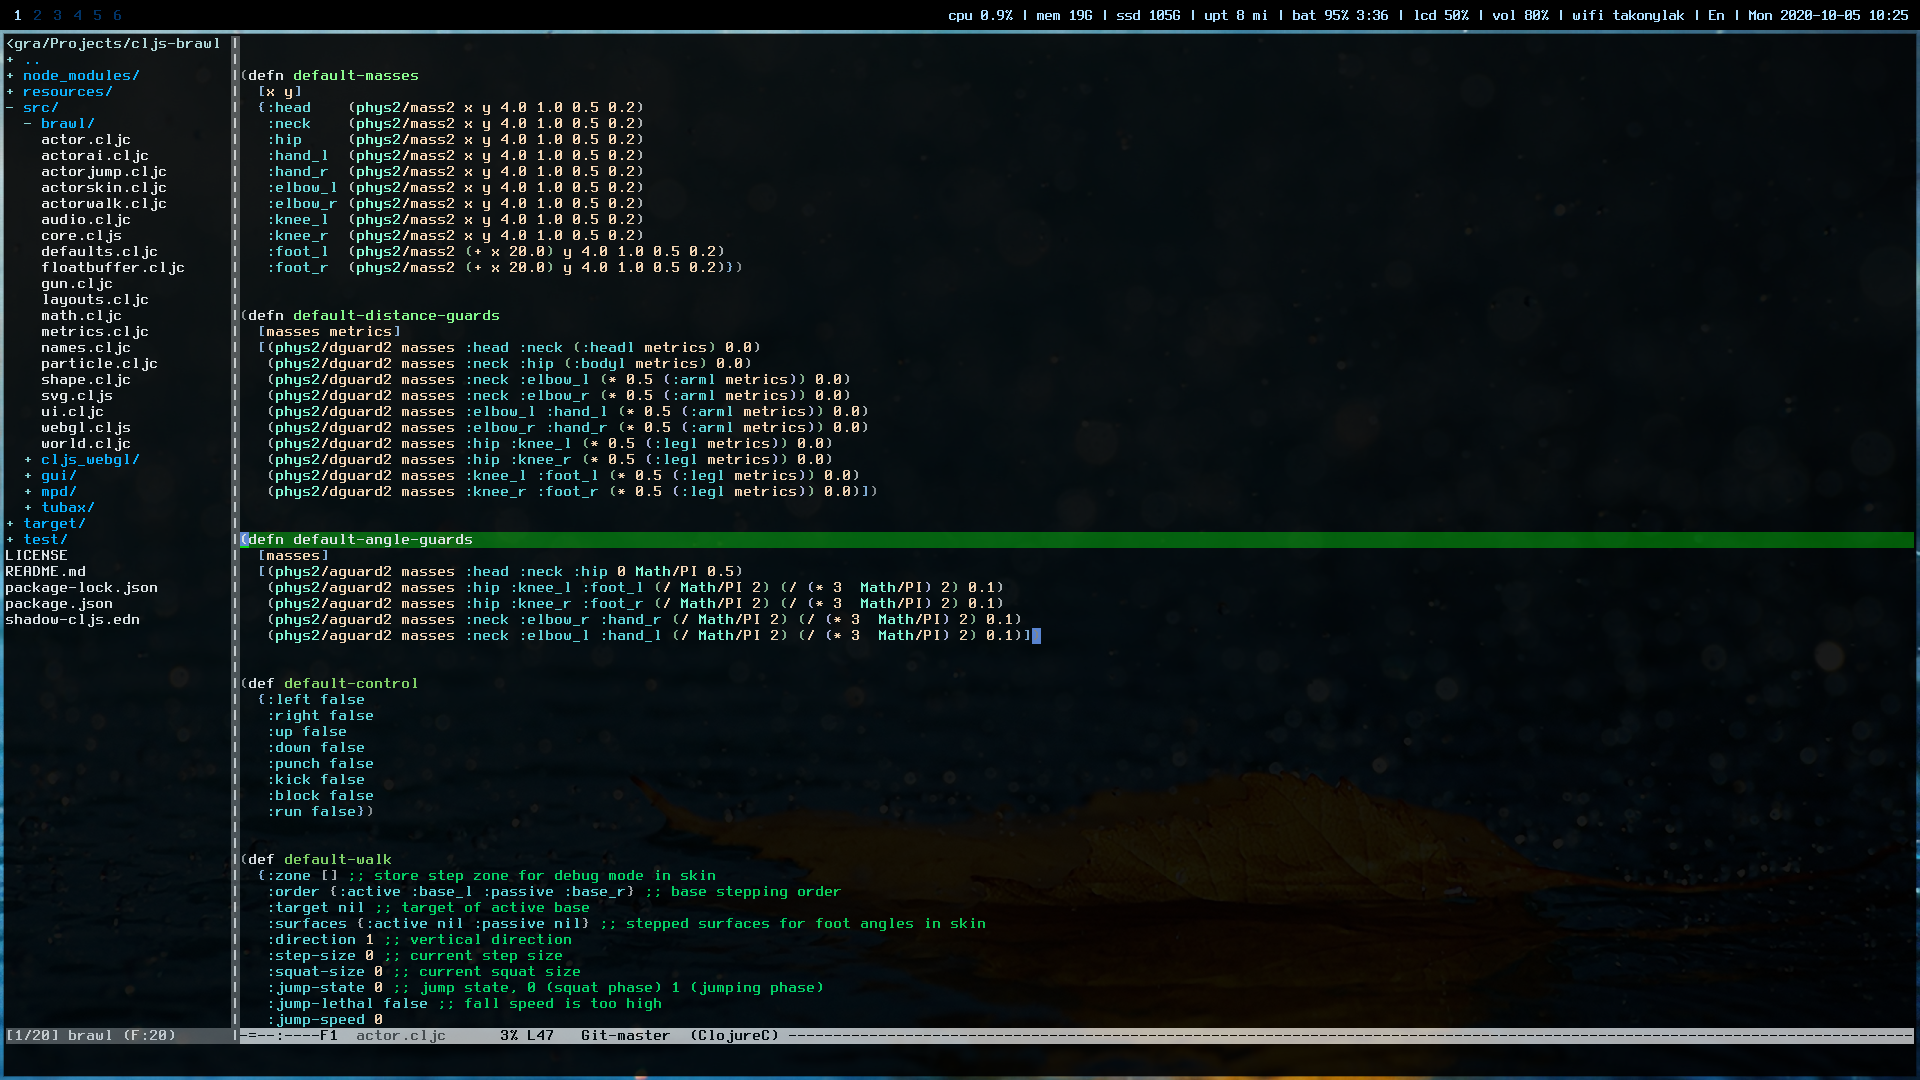 1 2 3 4 5 6
cpu 0.9% | mem 19G | ssd 105G | upt 8 mi | bat 95% 3:36 | lcd 50% | vol 80% | wifi takonylak | En | Mon 2020-10-05 10:25
<gra/Projects/cljs-brawl
+ ..
+ node_modules/
+ resources/
- src/
- brawl/
actor.cljc
actorai.cljc
actorjump.cljc
actorskin.cljc
actorwalk.cljc
audio.cljc
core.cljs
defaults.cljc
floatbuffer.cljc
gun.cljc
layouts.cljc
math.cljc
metrics.cljc
names.cljc
particle.cljc
shape.cljc
svg.cljs
ui.cljc
webgl.cljs
world.cljc
+ cljs_webgl/
+ gui/
+ mpd/
+ tubax/
+ target/
+ test/
LICENSE
README.md
package-lock.json
package.json
shadow-cljs.edn
[1/20] brawl (F:20)
(defn default-masses
  [x y]
  {:head    (phys2/mass2 x y 4.0 1.0 0.5 0.2)
   :neck    (phys2/mass2 x y 4.0 1.0 0.5 0.2)
   :hip     (phys2/mass2 x y 4.0 1.0 0.5 0.2)
   :hand_l  (phys2/mass2 x y 4.0 1.0 0.5 0.2)
   :hand_r  (phys2/mass2 x y 4.0 1.0 0.5 0.2)
   :elbow_l (phys2/mass2 x y 4.0 1.0 0.5 0.2)
   :elbow_r (phys2/mass2 x y 4.0 1.0 0.5 0.2)
   :knee_l  (phys2/mass2 x y 4.0 1.0 0.5 0.2)
   :knee_r  (phys2/mass2 x y 4.0 1.0 0.5 0.2)
   :foot_l  (phys2/mass2 (+ x 20.0) y 4.0 1.0 0.5 0.2)
   :foot_r  (phys2/mass2 (+ x 20.0) y 4.0 1.0 0.5 0.2)})
(defn default-distance-guards
  [masses metrics]
  [(phys2/dguard2 masses :head :neck (:headl metrics) 0.0)
   (phys2/dguard2 masses :neck :hip (:bodyl metrics) 0.0)
   (phys2/dguard2 masses :neck :elbow_l (* 0.5 (:arml metrics)) 0.0)
   (phys2/dguard2 masses :neck :elbow_r (* 0.5 (:arml metrics)) 0.0)
   (phys2/dguard2 masses :elbow_l :hand_l (* 0.5 (:arml metrics)) 0.0)
   (phys2/dguard2 masses :elbow_r :hand_r (* 0.5 (:arml metrics)) 0.0)
   (phys2/dguard2 masses :hip :knee_l (* 0.5 (:legl metrics)) 0.0)
   (phys2/dguard2 masses :hip :knee_r (* 0.5 (:legl metrics)) 0.0)
   (phys2/dguard2 masses :knee_l :foot_l (* 0.5 (:legl metrics)) 0.0)
   (phys2/dguard2 masses :knee_r :foot_r (* 0.5 (:legl metrics)) 0.0)])
(defn default-angle-guards
  [masses]
  [(phys2/aguard2 masses :head :neck :hip 0 Math/PI 0.5)
   (phys2/aguard2 masses :hip :knee_l :foot_l (/ Math/PI 2) (/ (* 3  Math/PI) 2) 0.1)
   (phys2/aguard2 masses :hip :knee_r :foot_r (/ Math/PI 2) (/ (* 3  Math/PI) 2) 0.1)
   (phys2/aguard2 masses :neck :elbow_r :hand_r (/ Math/PI 2) (/ (* 3  Math/PI) 2) 0.1)
   (phys2/aguard2 masses :neck :elbow_l :hand_l (/ Math/PI 2) (/ (* 3  Math/PI) 2) 0.1)])
(def default-control
  {:left false
   :right false
   :up false
   :down false
   :punch false
   :kick false
   :block false
   :run false})
(def default-walk
  {:zone [] ;; store step zone for debug mode in skin
   :order {:active :base_l :passive :base_r} ;; base stepping order
   :target nil ;; target of active base
   :surfaces {:active nil :passive nil} ;; stepped surfaces for foot angles in skin
   :direction 1 ;; vertical direction
   :step-size 0 ;; current step size
   :squat-size 0 ;; current squat size
   :jump-state 0 ;; jump state, 0 (squat phase) 1 (jumping phase)
   :jump-lethal false ;; fall speed is too high
   :jump-speed 0
-=--:----F1  actor.cljc      3% L47   Git-master  (ClojureC) ----------